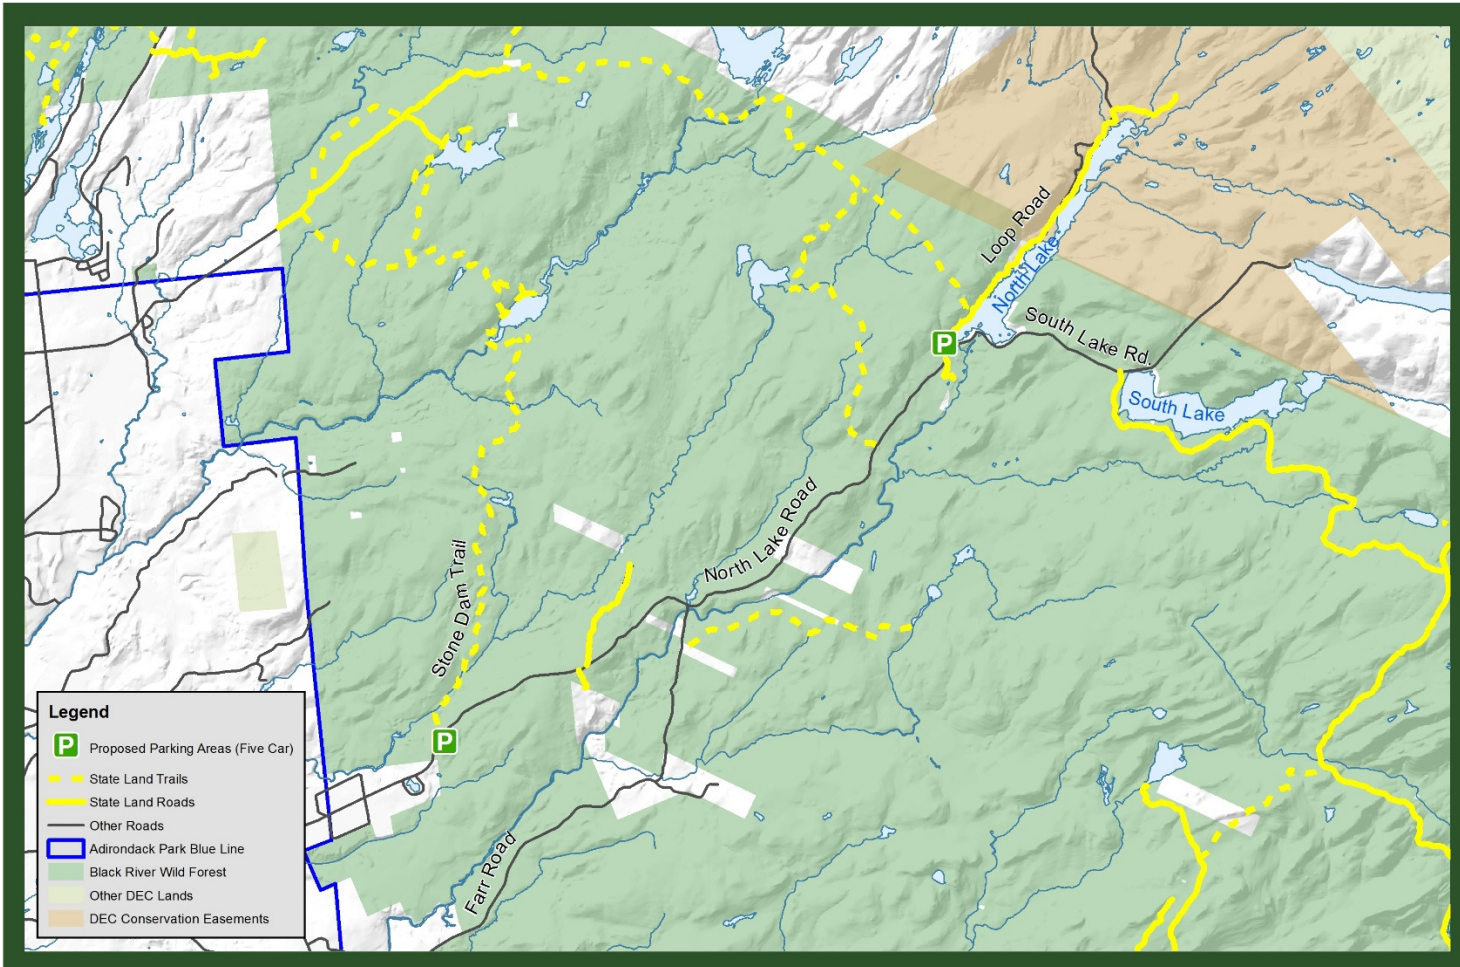 Loop Road
North Lake
South Lake Rd.
P
South Lake
North Lake Road
Stone Dam Trail
P
Farr Road
Legend
P Proposed Parking Areas (Five Car)
State Land Trails
State Land Roads
Other Roads
Adirondack Park Blue Line
Black River Wild Forest
Other DEC Lands
DEC Conservation Easements